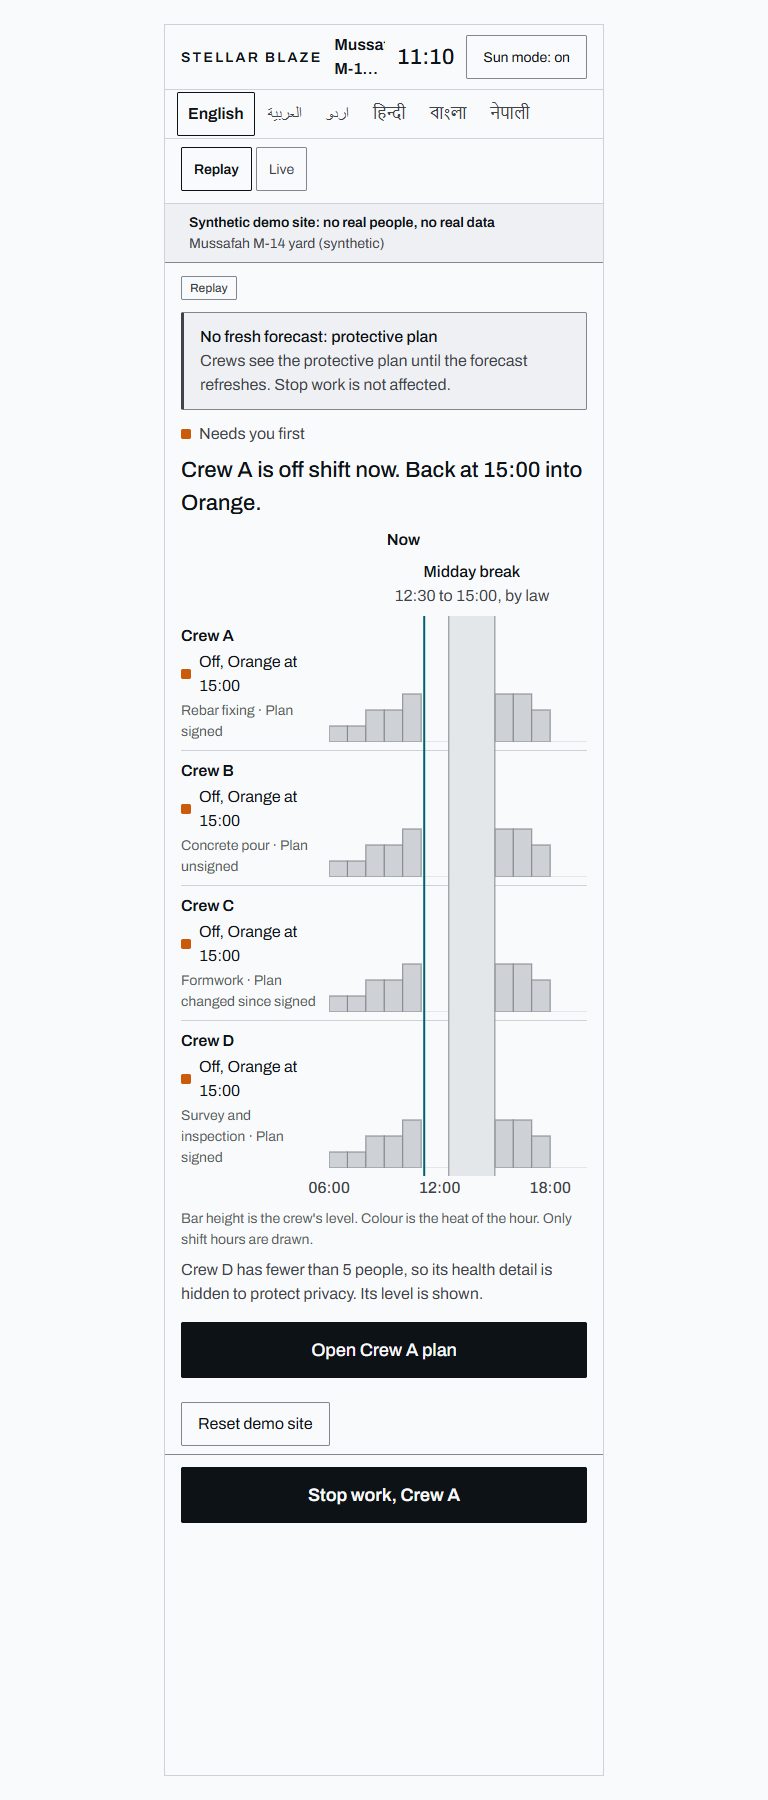 STELLAR BLAZE
Mussa
M-1...
11:10
Sun mode: on
English العربية اردو हिन्दी বাংলা नेपाली
Replay Live
Synthetic demo site: no real people, no real data
Mussafah M-14 yard (synthetic)
Replay
No fresh forecast: protective plan
Crews see the protective plan until the forecast
refreshes. Stop work is not affected.
Needs you first
Crew A is off shift now. Back at 15:00 into
Orange.
Now
Midday break
12:30 to 15:00, by law
Crew A
Off, Orange at
15:00
Rebar fixing · Plan
signed
Crew B
Off, Orange at
15:00
Concrete pour · Plan
unsigned
Crew C
Off, Orange at
15:00
Formwork · Plan
changed since signed
Crew D
Off, Orange at
15:00
Survey and
inspection · Plan
signed
06:00 12:00 18:00
Bar height is the crew's level. Colour is the heat of the hour. Only
shift hours are drawn.
Crew D has fewer than 5 people, so its health detail is
hidden to protect privacy. Its level is shown.
Open Crew A plan
Reset demo site
Stop work, Crew A